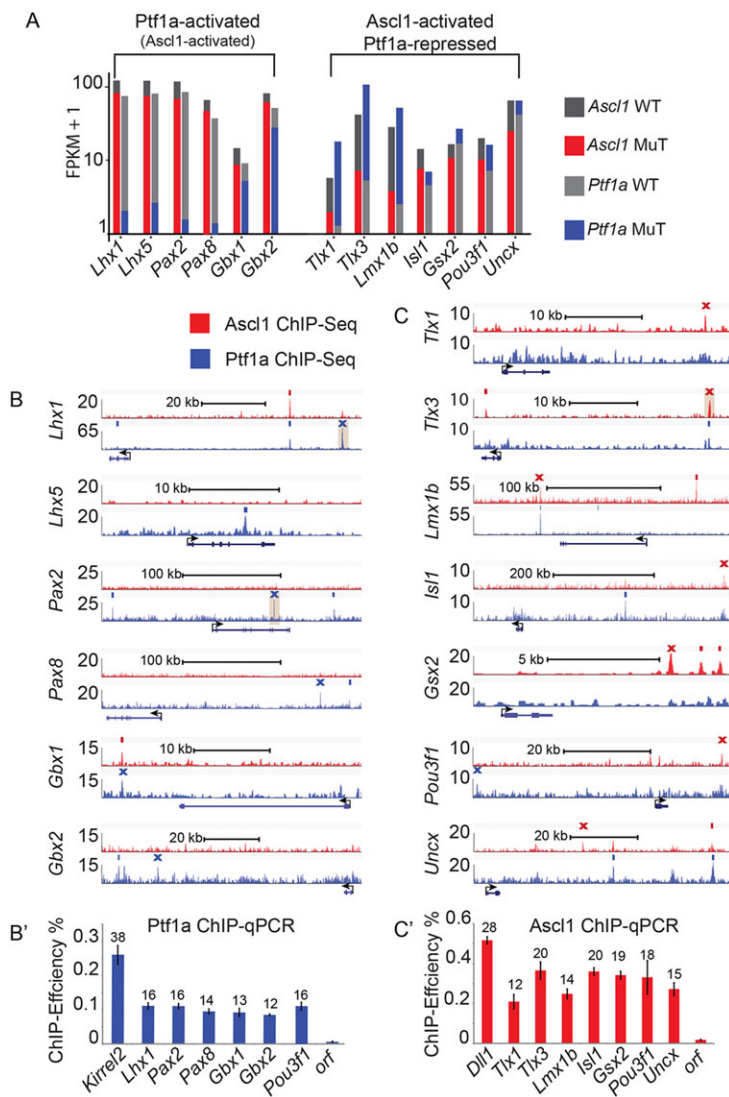 A
Ptf1a-activated
(Ascl1-activated)
Ascl1-activated
Ptf1a-repressed
FPKM + 1
100
10
1
Lhx1
Lhx5
Pax2
Pax8
Gbx1
Gbx2
Tlx1
Tlx3
Lmx1b
Isl1
Gsx2
Pou3f1
Uncx
Ascl1 WT
Ascl1 MuT
Ptf1a WT
Ptf1a MuT
Ascl1 ChIP-Seq
Ptf1a ChIP-Seq
B
Lhx1
20
20 kb
65
Lhx5
20
10 kb
20
Pax2
25
100 kb
25
Pax8
20
100 kb
20
Gbx1
15
10 kb
15
Gbx2
15
20 kb
15
C
Tlx1
10
10 kb
10
Tlx3
10
10 kb
10
Lmx1b
55
100 kb
55
Isl1
10
200 kb
10
Gsx2
20
5 kb
20
Pou3f1
10
20 kb
10
Uncx
20
20 kb
20
B'
Ptf1a ChIP-qPCR
ChIP-Effciency %
0.3
0.1
0
38
16
16
14
13
12
16
Kirrel2
Lhx1
Pax2
Pax8
Gbx1
Gbx2
Pou3f1
orf
C'
Ascl1 ChIP-qPCR
ChIP-Effciency %
0.6
0.2
0
28
12
20
14
20
19
18
15
Dll1
Tlx1
Tlx3
Lmx1b
Isl1
Gsx2
Pou3f1
Uncx
orf